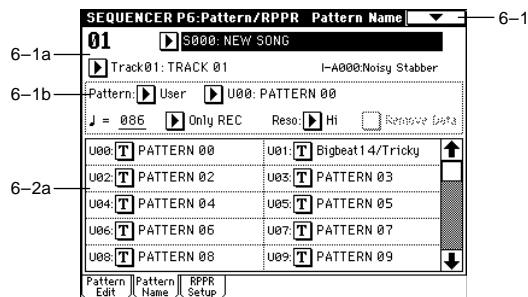 SEQUENCER P6:Pattern/RPPR Pattern Name
6–1
01 S000: NEW SONG
6–1a
Track01: TRACK 01 I-A000:Noisy Stabber
6–1b
Pattern: User U00: PATTERN 00
♩ = 086 Only REC Reso: Hi Remove Data
U00: T PATTERN 00 U01: T Bigbeat14/Tricky
6–2a
U02: T PATTERN 02 U03: T PATTERN 03
U04: T PATTERN 04 U05: T PATTERN 05
U06: T PATTERN 06 U07: T PATTERN 07
U08: T PATTERN 08 U09: T PATTERN 09
Pattern Edit Pattern Name RPPR Setup